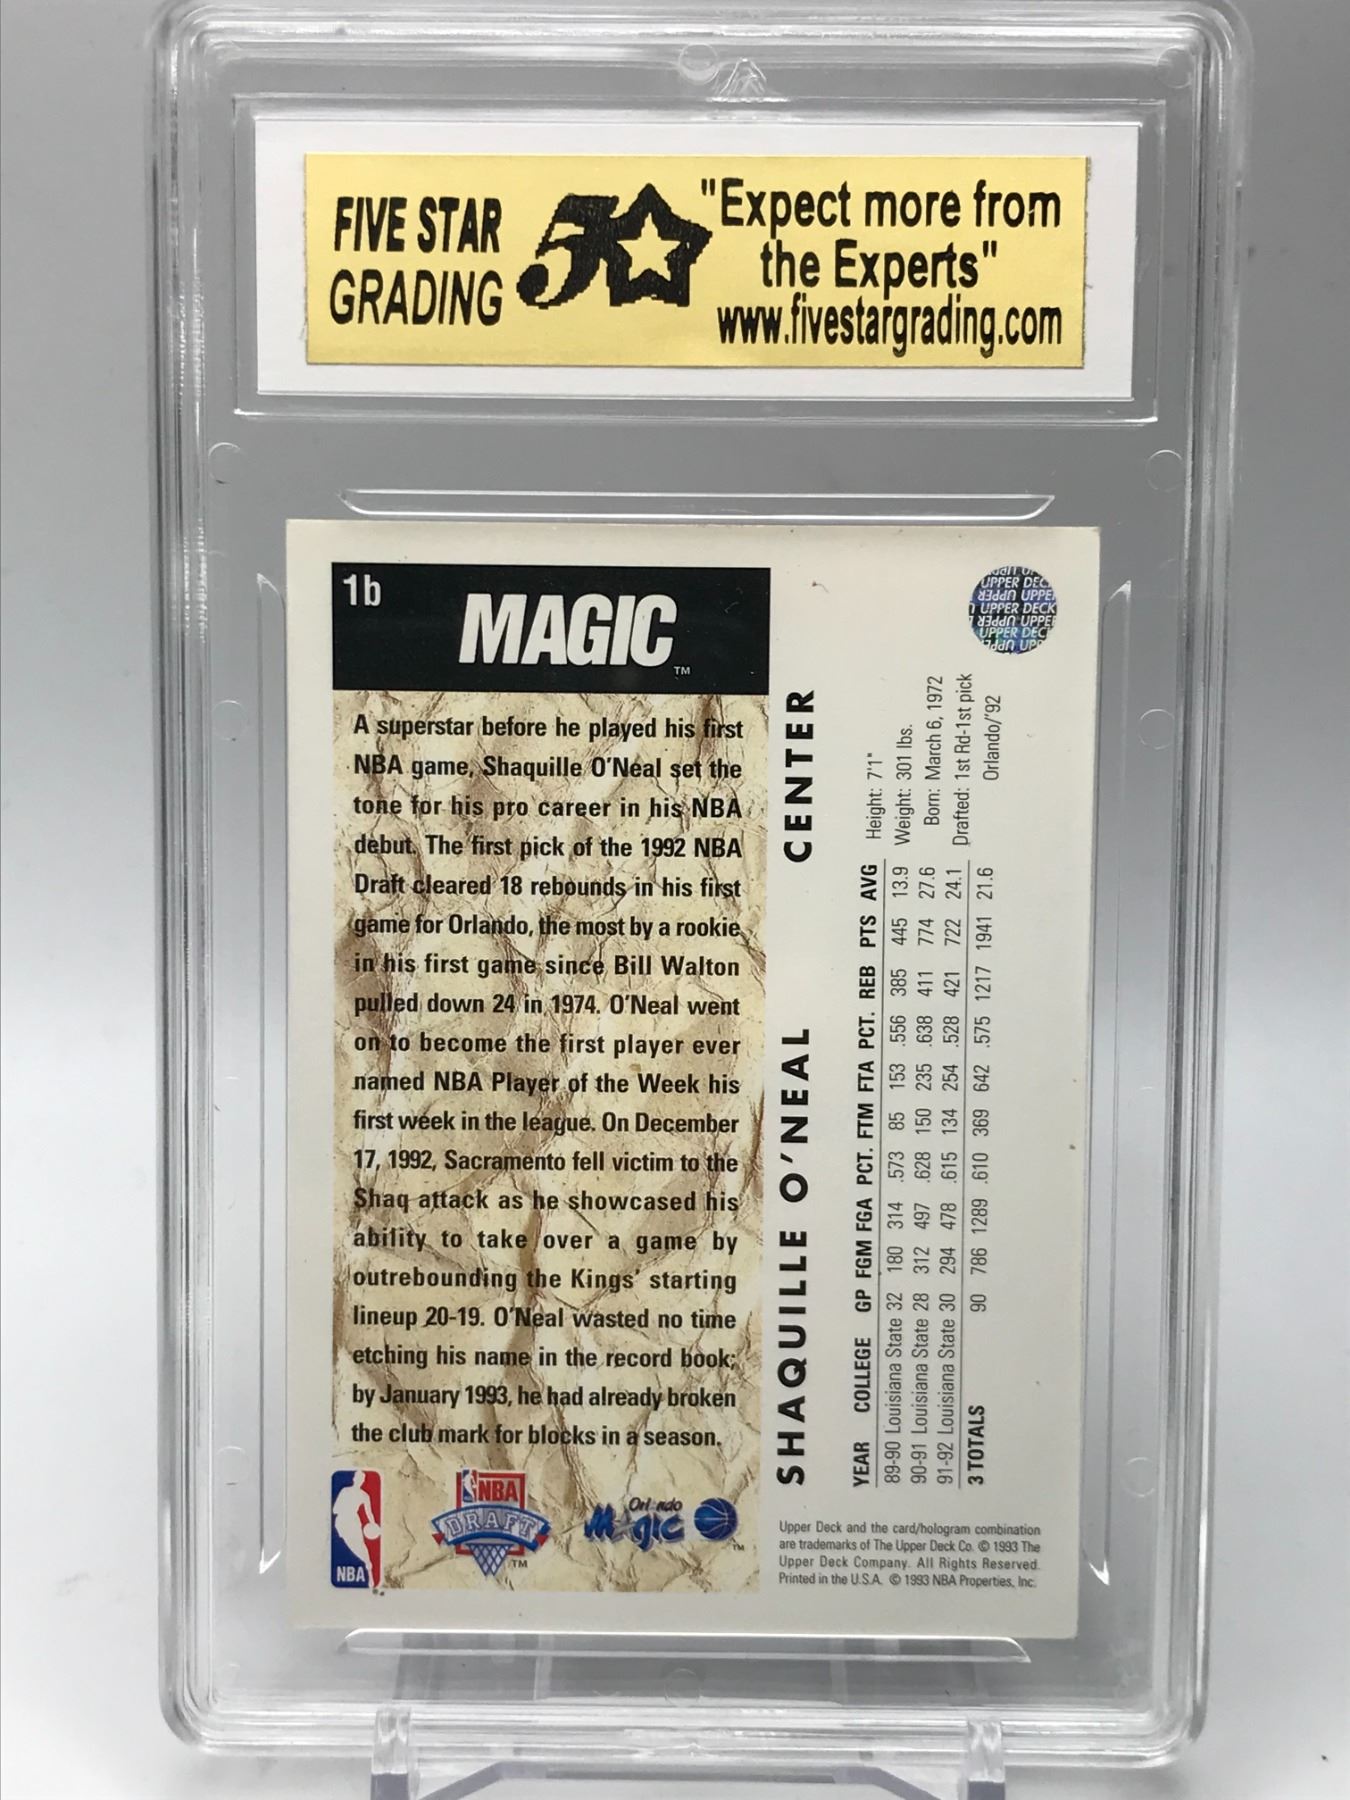 FIVE STAR
GRADING
5
"Expect more from
the Experts"
www.fivestargrading.com
1b
MAGIC™
A superstar before he played his first
NBA game, Shaquille O'Neal set the
tone for his pro career in his NBA
debut. The first pick of the 1992 NBA
Draft cleared 18 rebounds in his first
game for Orlando, the most by a rookie
in his first game since Bill Walton
pulled down 24 in 1974. O'Neal went
on to become the first player ever
named NBA Player of the Week his
first week in the league. On December
17, 1992, Sacramento fell victim to the
Shaq attack as he showcased his
ability to take over a game by
outrebounding the Kings' starting
lineup 20-19. O'Neal wasted no time
etching his name in the record book;
by January 1993, he had already broken
the club mark for blocks in a season.
NBA
NBA
DRAFT™
Orlando
Magic™
SHAQUILLE O'NEAL CENTER
Height: 7'1"
Weight: 301 lbs.
Born: March 6, 1972
Drafted: 1st Rd-1st pick
Orlando/'92
YEAR COLLEGE GP FGM FGA PCT. FTM FTA PCT. REB PTS AVG
89-90 Louisiana State 32 180 314 .573 85 153 .556 385 445 13.9
90-91 Louisiana State 28 312 497 .628 150 235 .638 411 774 27.6
91-92 Louisiana State 30 294 478 .615 134 254 .528 421 722 24.1
3 TOTALS 90 786 1289 .610 369 642 .575 1217 1941 21.6
UPPER DECK
UPPER DECK
UPPER DECK
Upper Deck and the card/hologram combination
are trademarks of The Upper Deck Co. © 1993 The
Upper Deck Company. All Rights Reserved.
Printed in the U.S.A. © 1993 NBA Properties, Inc.